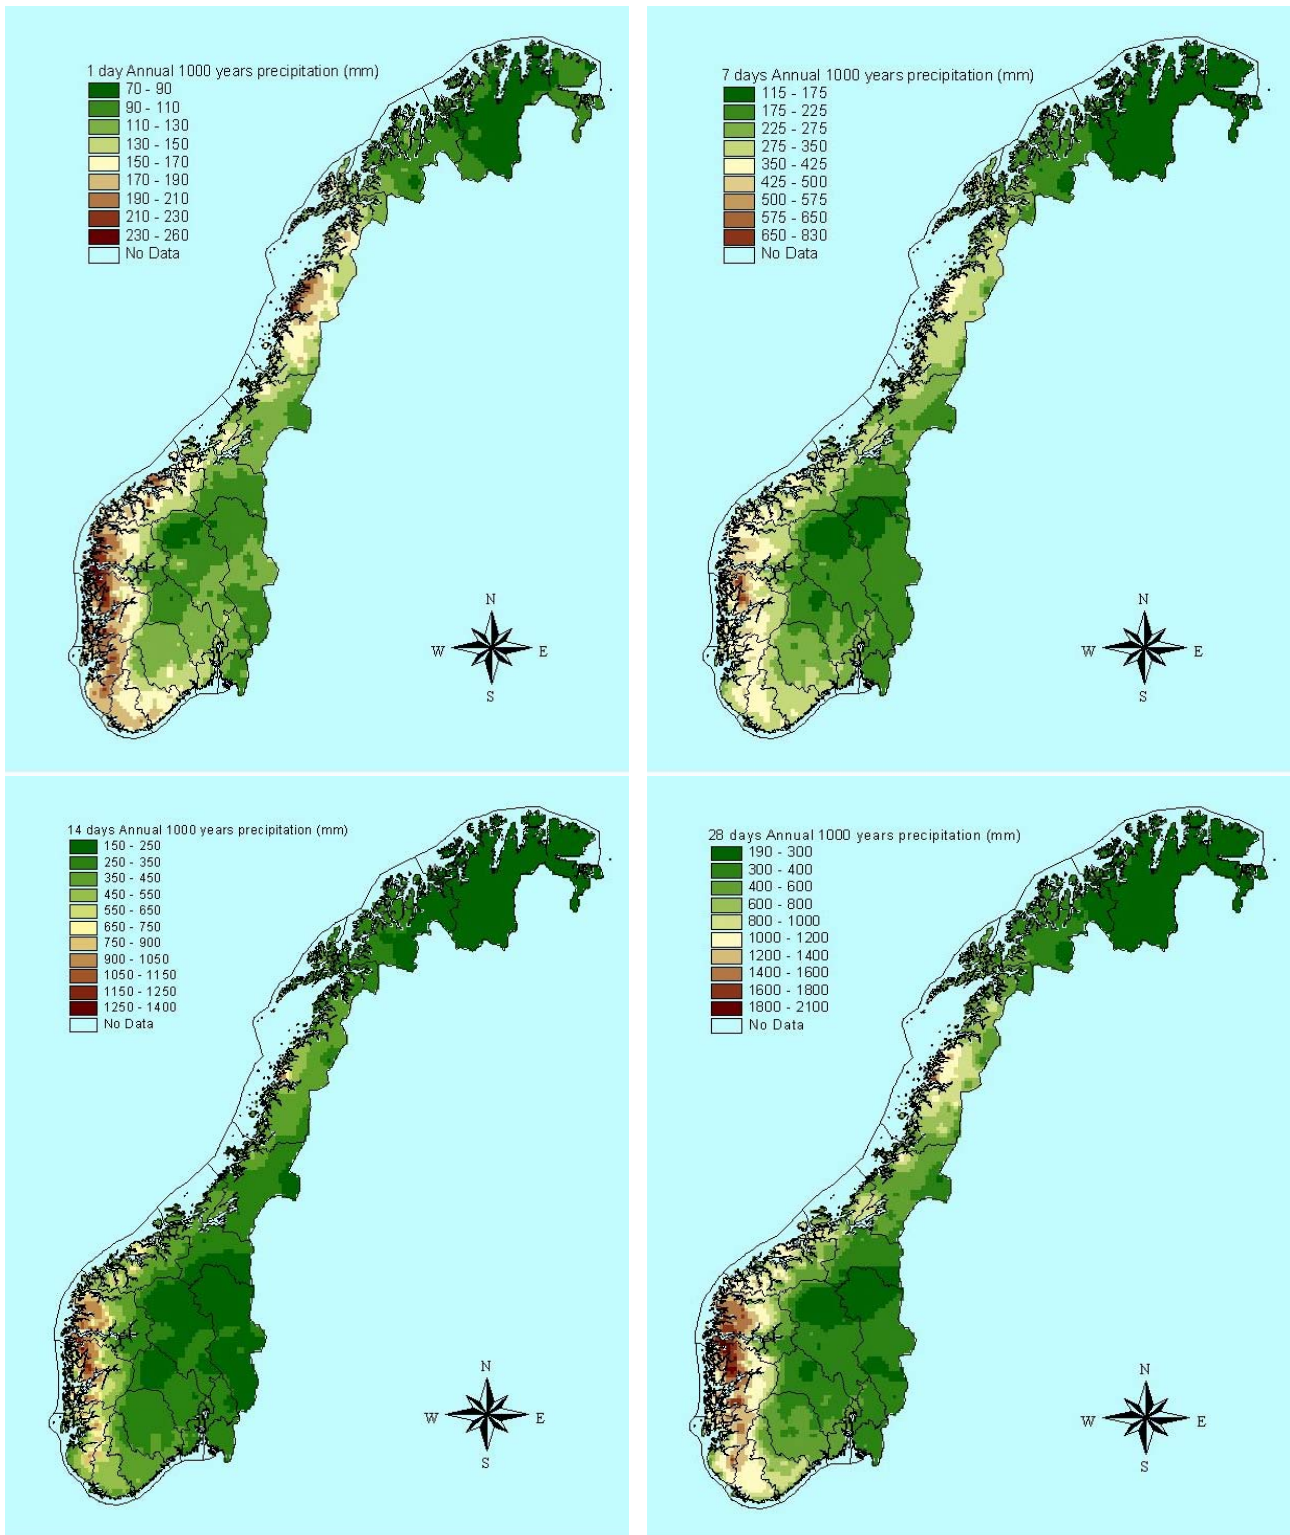 1 day Annual 1000 years precipitation (mm)
70 - 90
90 - 110
110 - 130
130 - 150
150 - 170
170 - 190
190 - 210
210 - 230
230 - 260
No Data
N
W E
S
7 days Annual 1000 years precipitation (mm)
115 - 175
175 - 225
225 - 275
275 - 350
350 - 425
425 - 500
500 - 575
575 - 650
650 - 830
No Data
N
W E
S
14 days Annual 1000 years precipitation (mm)
150 - 250
250 - 350
350 - 450
450 - 550
550 - 650
650 - 750
750 - 900
900 - 1050
1050 - 1150
1150 - 1250
1250 - 1400
No Data
N
W E
S
28 days Annual 1000 years precipitation (mm)
190 - 300
300 - 400
400 - 600
600 - 800
800 - 1000
1000 - 1200
1200 - 1400
1400 - 1600
1600 - 1800
1800 - 2100
No Data
N
W E
S